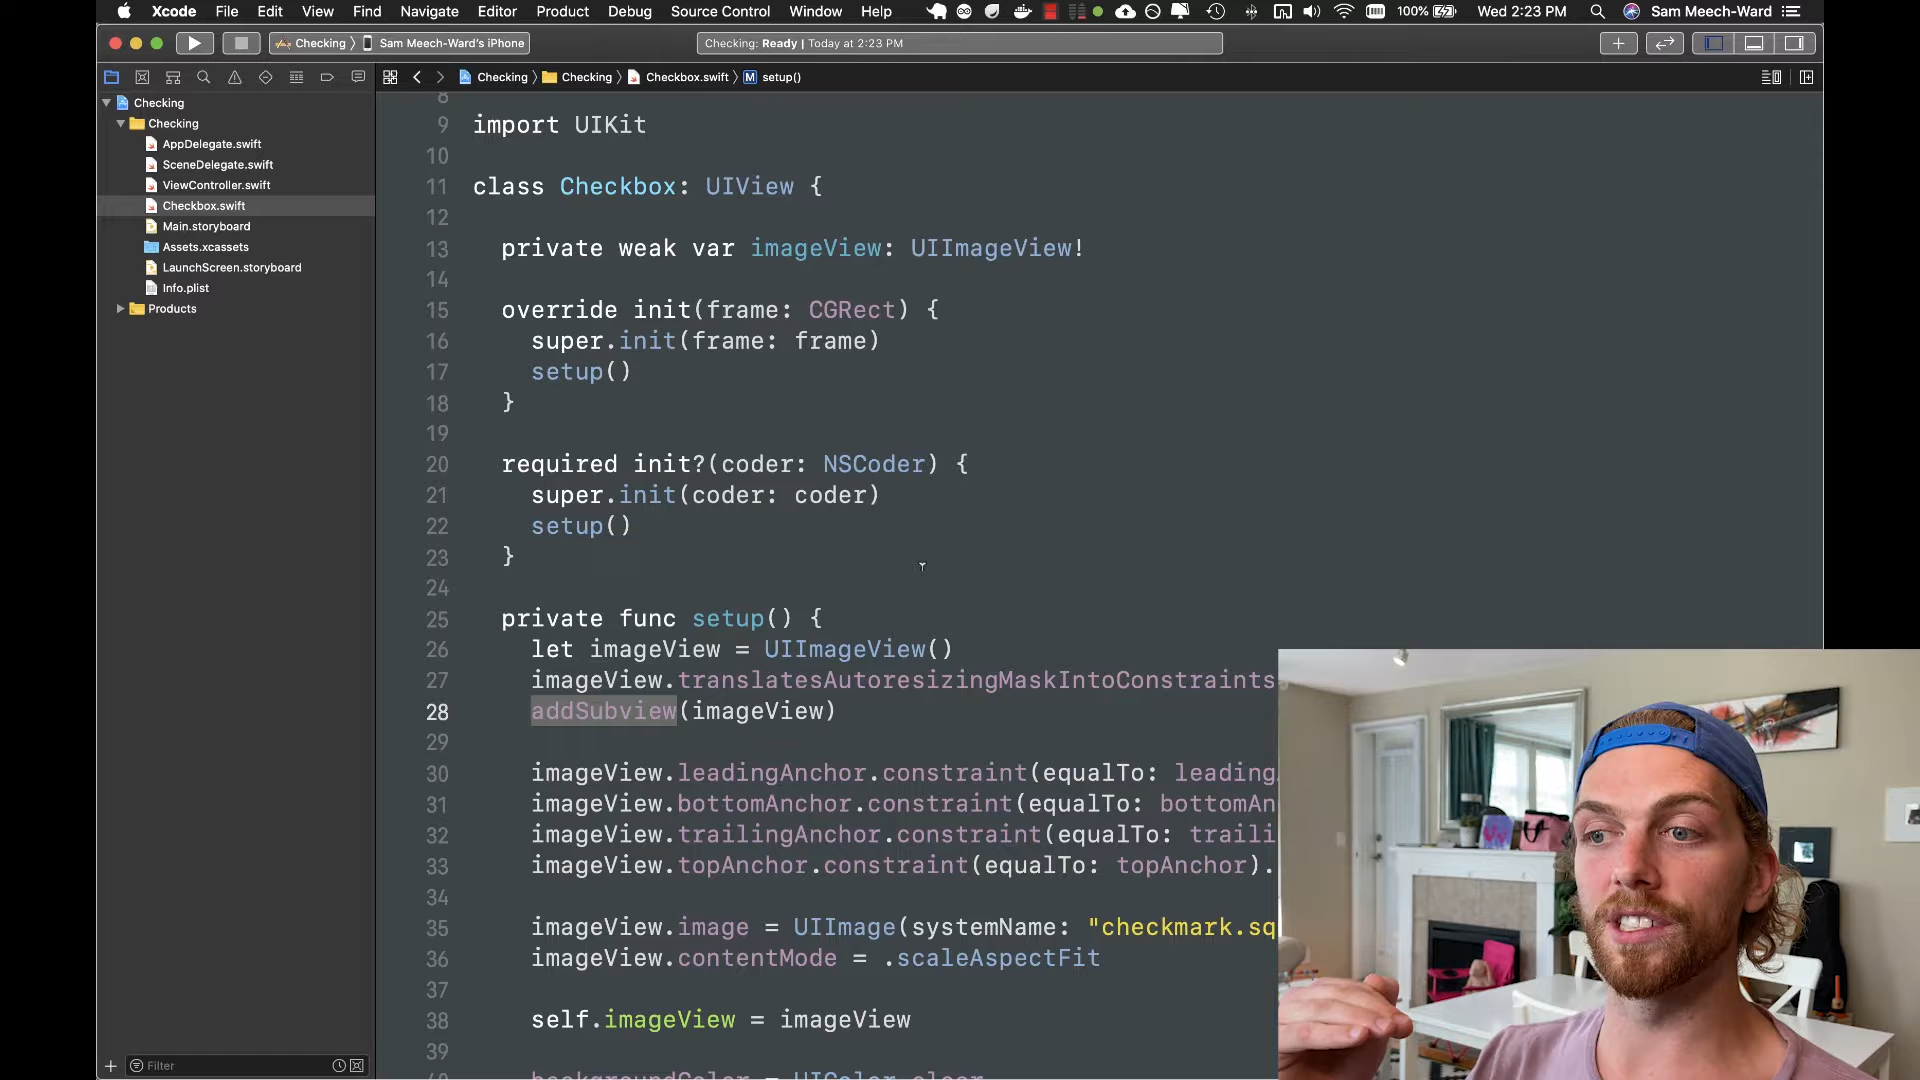 Xcode File Edit View Find Navigate Editor Product Debug Source Control Window Help 100% Wed 2:23 PM Sam Meech-Ward
Checking 〉 Sam Meech-Ward's iPhone
Checking: Ready | Today at 2:23 PM
Checking 〉 Checking 〉 Checkbox.swift 〉 M setup()
Checking
Checking
AppDelegate.swift
SceneDelegate.swift
ViewController.swift
Checkbox.swift
Main.storyboard
Assets.xcassets
LaunchScreen.storyboard
Info.plist
Products
Filter
8
9 import UIKit
10
11 class Checkbox: UIView {
12
13 private weak var imageView: UIImageView!
14
15 override init(frame: CGRect) {
16 super.init(frame: frame)
17 setup()
18 }
19
20 required init?(coder: NSCoder) {
21 super.init(coder: coder)
22 setup()
23 }
24
25 private func setup() {
26 let imageView = UIImageView()
27 imageView.translatesAutoresizingMaskIntoConstraints
28 addSubview(imageView)
29
30 imageView.leadingAnchor.constraint(equalTo: leading
31 imageView.bottomAnchor.constraint(equalTo: bottomAn
32 imageView.trailingAnchor.constraint(equalTo: traili
33 imageView.topAnchor.constraint(equalTo: topAnchor).
34
35 imageView.image = UIImage(systemName: "checkmark.sq
36 imageView.contentMode = .scaleAspectFit
37
38 self.imageView = imageView
39
40 backgroundColor = UIColor.clear